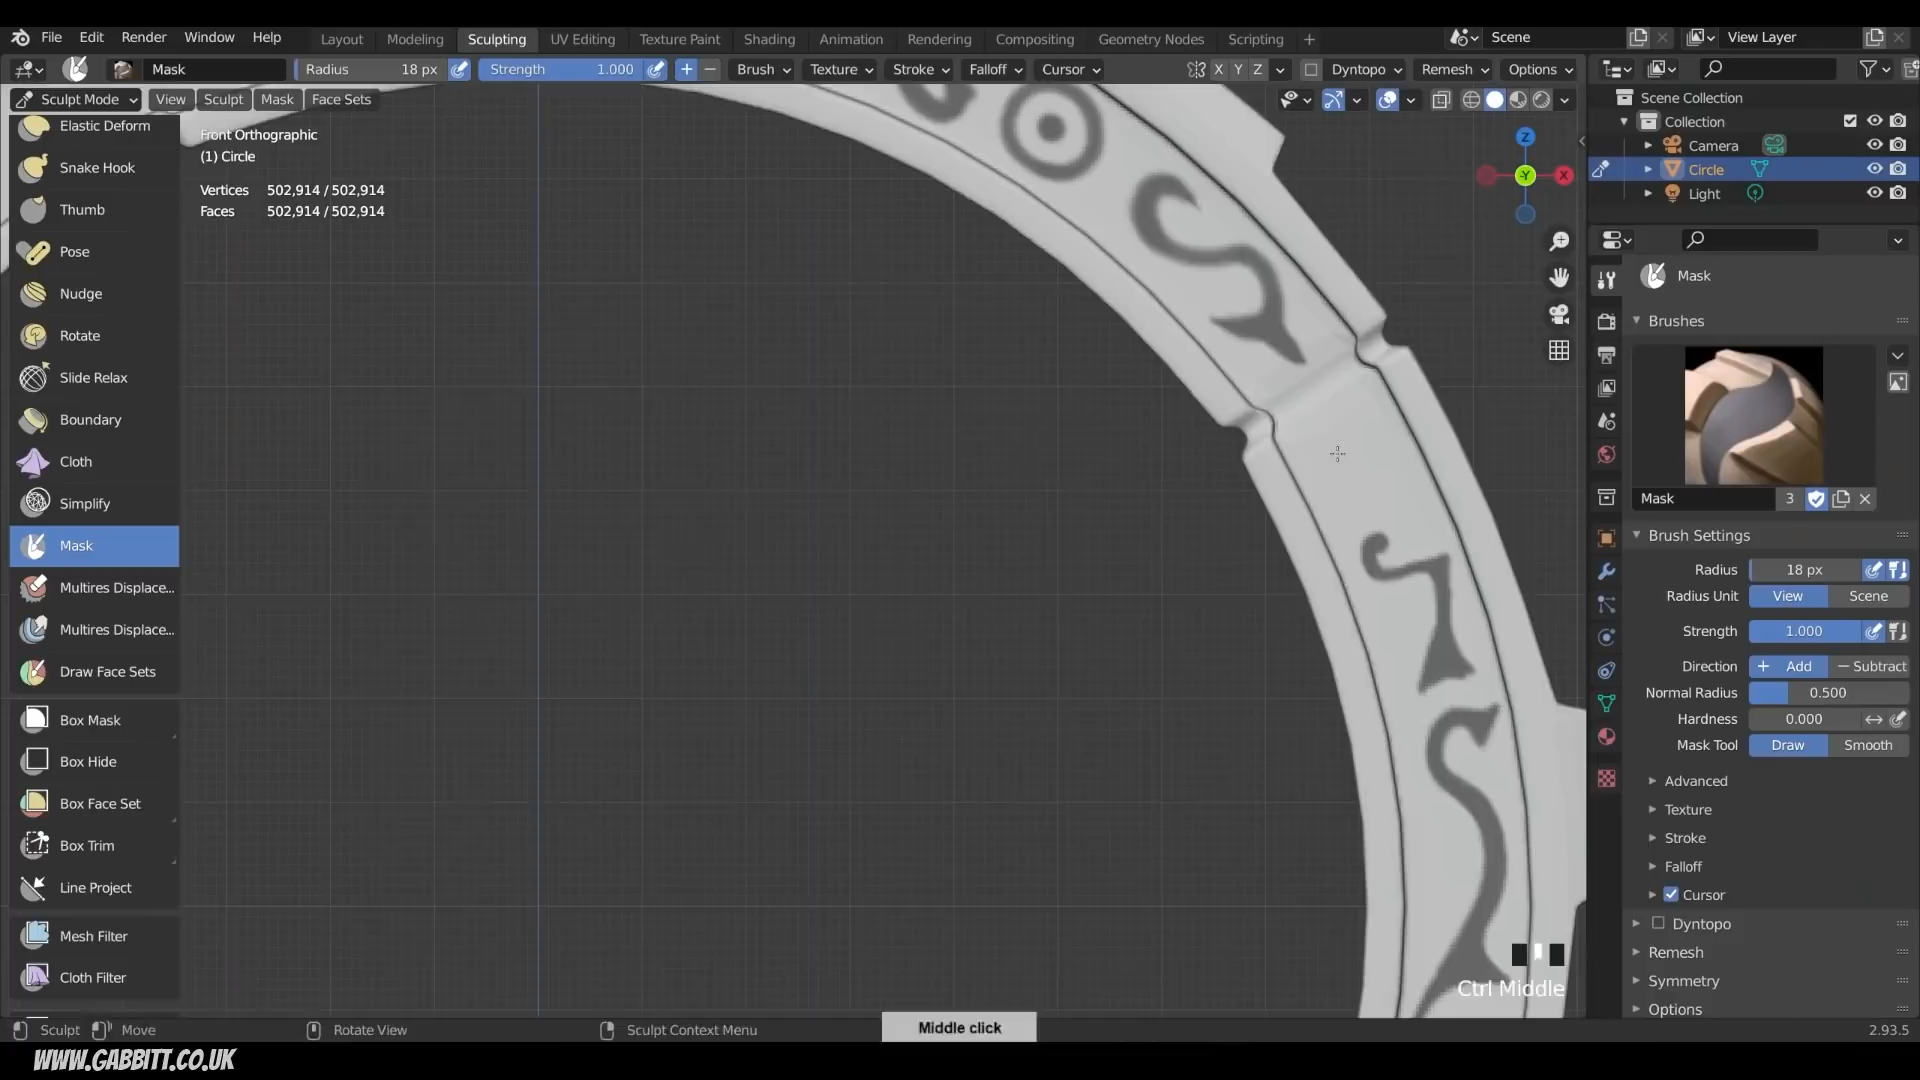 File Edit Render Window Help Layout Modeling Sculpting UV Editing Texture Paint Shading Animation Rendering Compositing Geometry Nodes Scripting + Scene View Layer
Mask Radius 18 px Strength 1.000 + − Brush Texture Stroke Falloff Cursor X Y Z Dyntopo Remesh Options
Sculpt Mode View Sculpt Mask Face Sets
Elastic Deform
Snake Hook
Thumb
Pose
Nudge
Rotate
Slide Relax
Boundary
Cloth
Simplify
Mask
Multires Displace...
Multires Displace...
Draw Face Sets
Box Mask
Box Hide
Box Face Set
Box Trim
Line Project
Mesh Filter
Cloth Filter
Front Orthographic
(1) Circle
Vertices 502,914 / 502,914
Faces 502,914 / 502,914
Z
-Y X
Scene Collection
Collection
Camera
Circle
Light
Mask
Brushes
Mask 3
Brush Settings
Radius 18 px
Radius Unit View Scene
Strength 1.000
Direction + Add − Subtract
Normal Radius 0.500
Hardness 0.000
Mask Tool Draw Smooth
Advanced
Texture
Stroke
Falloff
Cursor
Dyntopo
Remesh
Symmetry
Options
Ctrl Middle
Middle click
Sculpt Move Rotate View Sculpt Context Menu 2.93.5
WWW.GABBITT.CO.UK